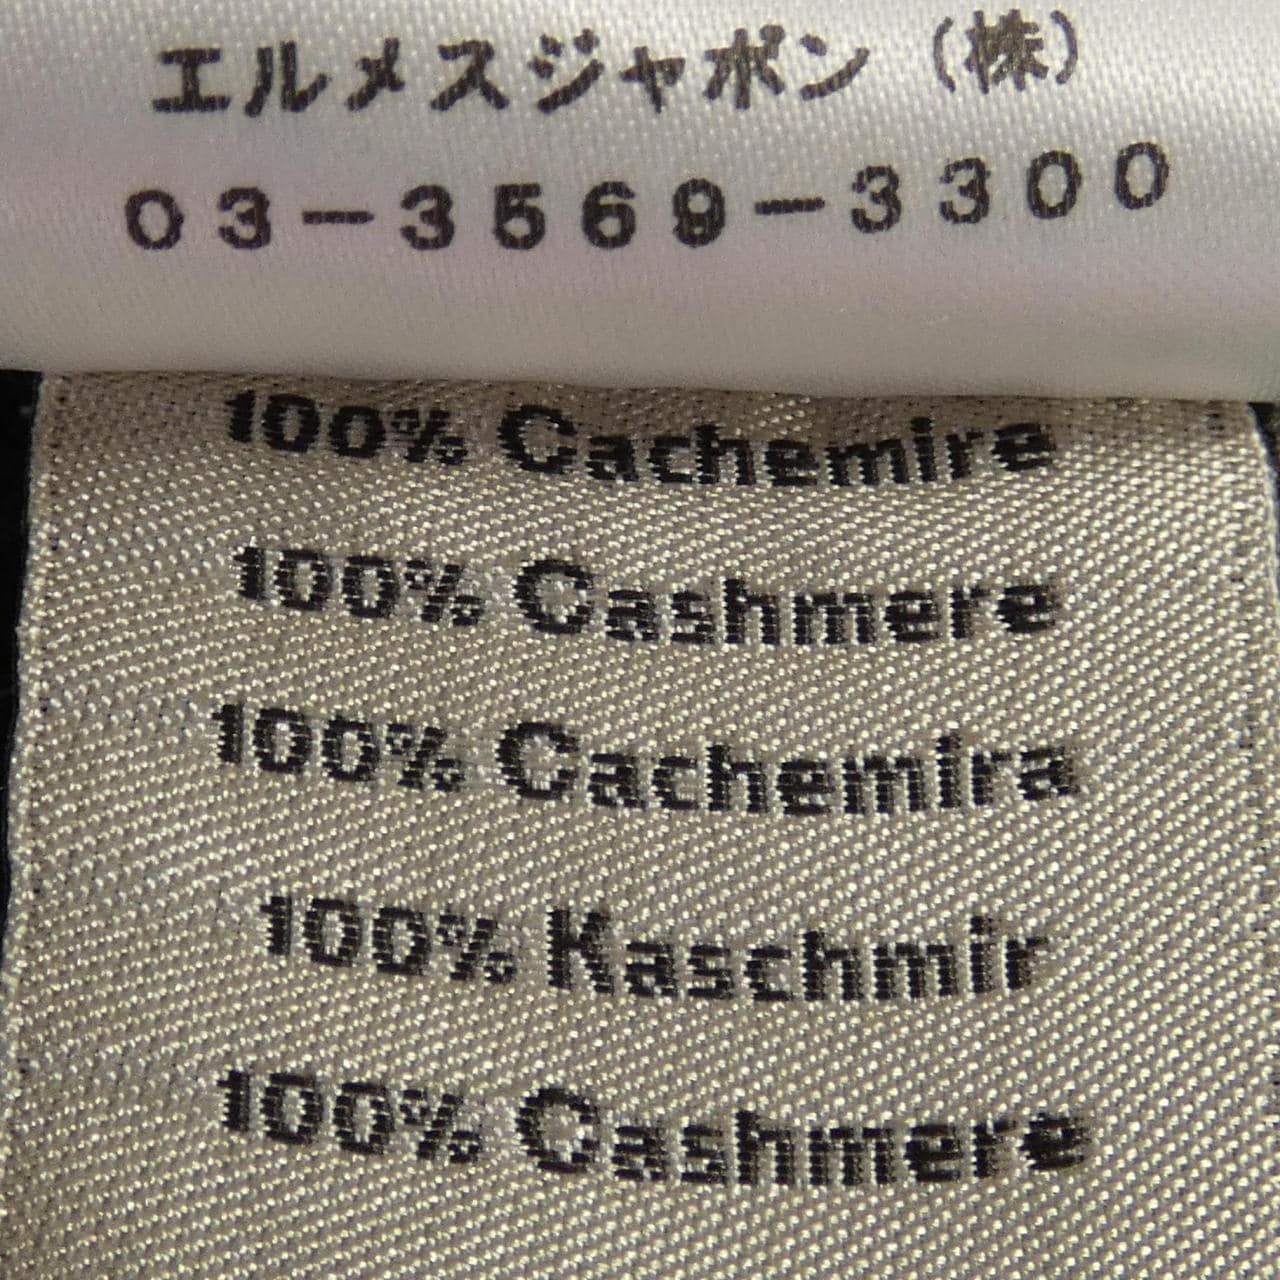 エルメスジャポン（株）
03-3569-3300
100% Cachemire
100% Cashmere
100% Cachemira
100% Kaschmir
100% Cashmere